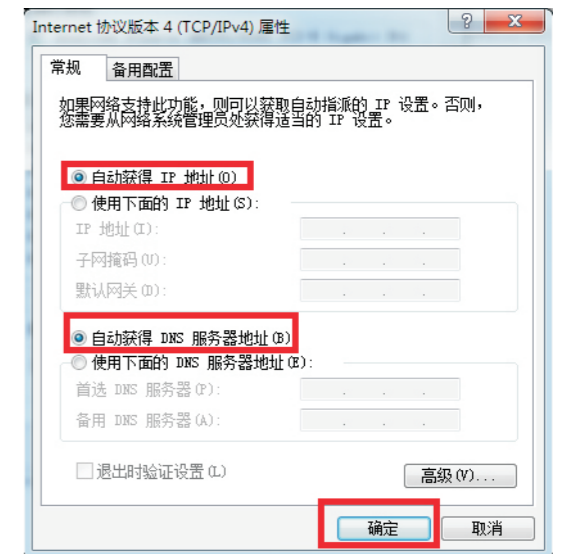 Internet 协议版本 4 (TCP/IPv4) 属性
常规 备用配置
如果网络支持此功能，则可以获取自动指派的 IP 设置。否则，
您需要从网络系统管理员处获得适当的 IP 设置。
自动获得 IP 地址(O)
使用下面的 IP 地址(S):
IP 地址(I):
子网掩码(U):
默认网关(D):
自动获得 DNS 服务器地址(B)
使用下面的 DNS 服务器地址(E):
首选 DNS 服务器(P):
备用 DNS 服务器(A):
退出时验证设置(L)
高级(V)...
确定 取消